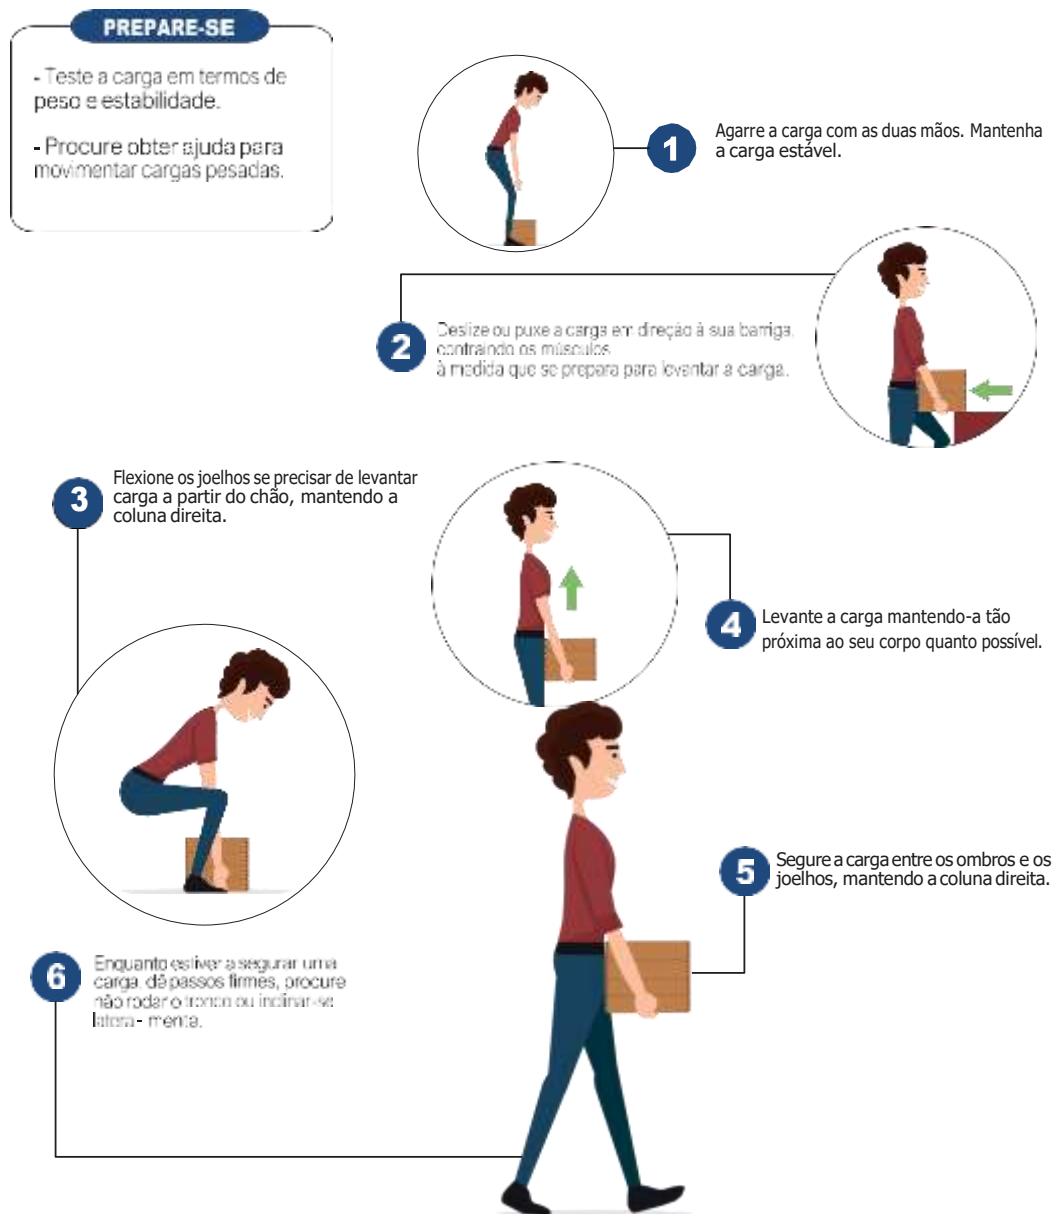 PREPARE-SE
- Teste a carga em termos de
peso e estabilidade.
- Procure obter ajuda para
movimentar cargas pesadas.
1
Agarre a carga com as duas mãos. Mantenha
a carga estável.
2
Deslize ou puxe a carga em direção à sua barriga,
contraindo os músculos
à medida que se prepara para levantar a carga.
3
Flexione os joelhos se precisar de levantar
carga a partir do chão, mantendo a
coluna direita.
4
Levante a carga mantendo-a tão
próxima ao seu corpo quanto possível.
5
Segure a carga entre os ombros e os
joelhos, mantendo a coluna direita.
6
Enquanto estiver a segurar uma
carga, dê passos firmes, procure
não rodar o tronco ou inclinar-se
latera- menta.